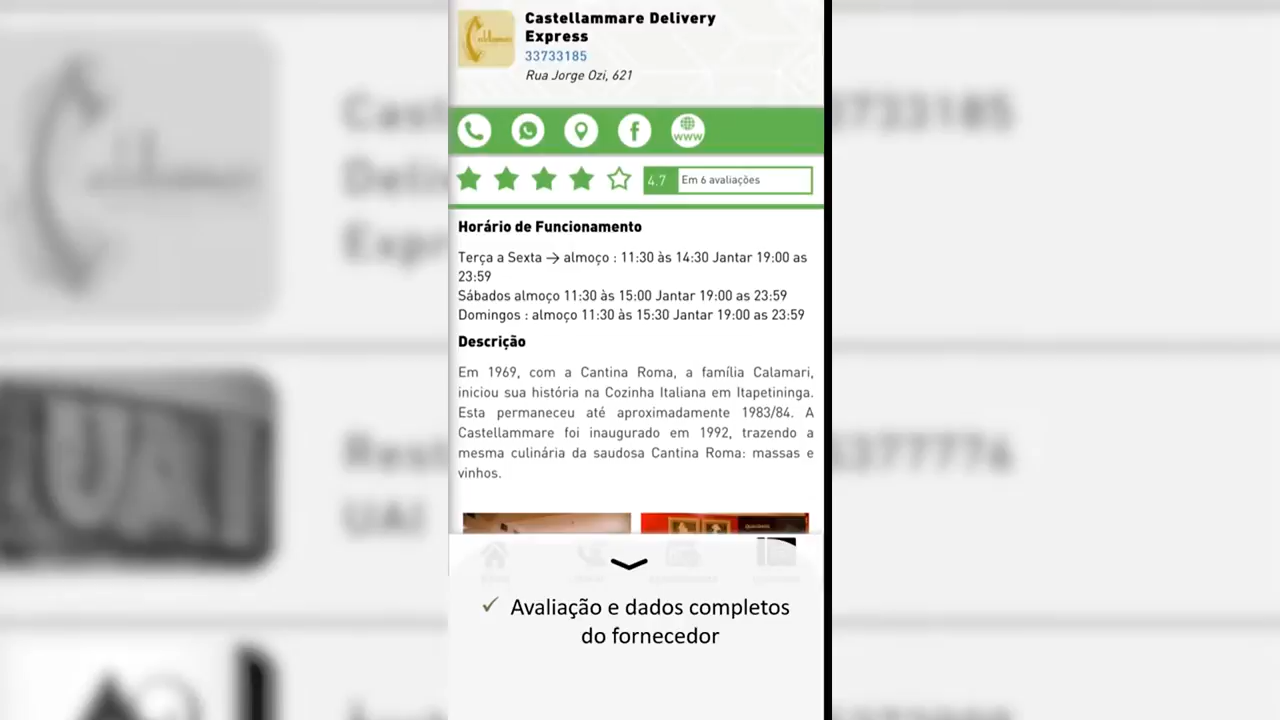 Castellammare Delivery
Express
33733185
Rua Jorge Ozi, 621
www
4.7 Em 6 avaliações
Horário de Funcionamento
Terça a Sexta → almoço : 11:30 às 14:30 Jantar 19:00 as
23:59
Sábados almoço 11:30 às 15:00 Jantar 19:00 as 23:59
Domingos : almoço 11:30 às 15:30 Jantar 19:00 as 23:59
Descrição
Em 1969, com a Cantina Roma, a família Calamari,
iniciou sua história na Cozinha Italiana em Itapetininga.
Esta permaneceu até aproximadamente 1983/84. A
Castellammare foi inaugurado em 1992, trazendo a
mesma culinária da saudosa Cantina Roma: massas e
vinhos.
✓ Avaliação e dados completos
do fornecedor
UAI
UAI